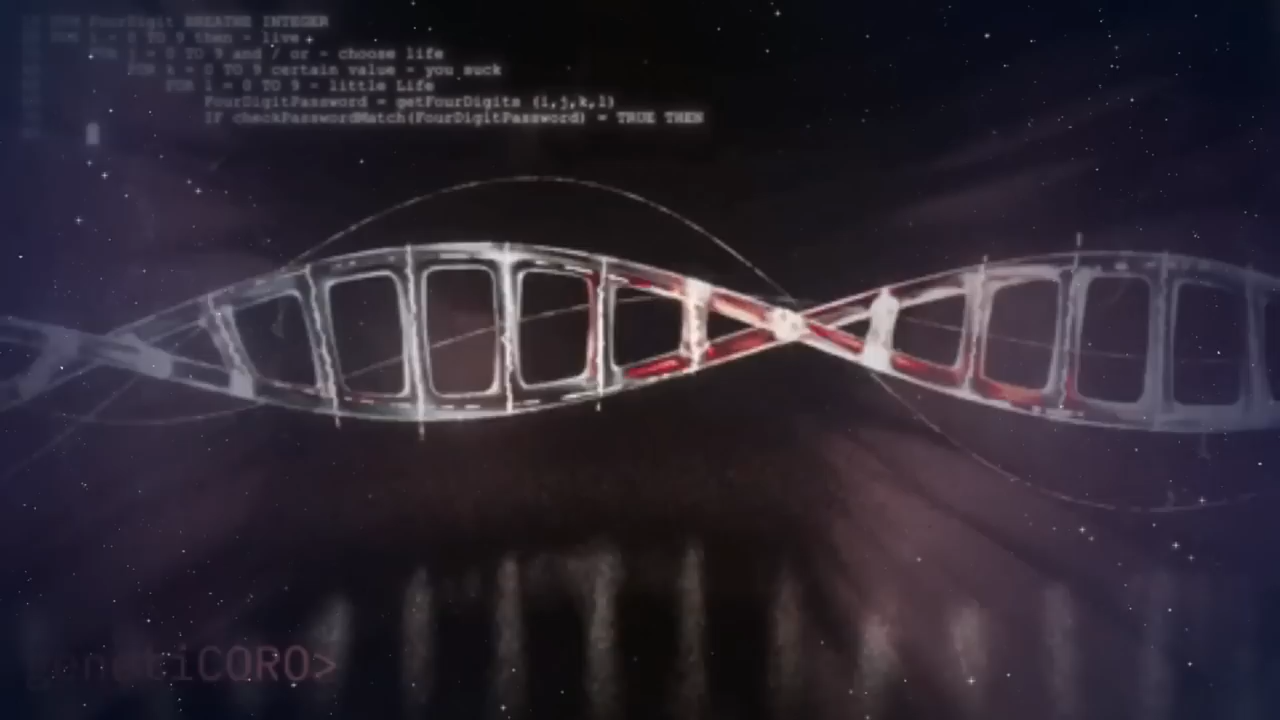 DIM FourDigit BREATHE INTEGER
FOR i = 0 TO 9 then - live
FOR j = 0 TO 9 and / or - choose life
FOR k = 0 TO 9 certain value - you suck
FOR l = 0 TO 9 - little Life
FourDigitPassword = getFourDigits (i,j,k,l)
IF checkPasswordMatch(FourDigitPassword) = TRUE THEN
enetiCORO>